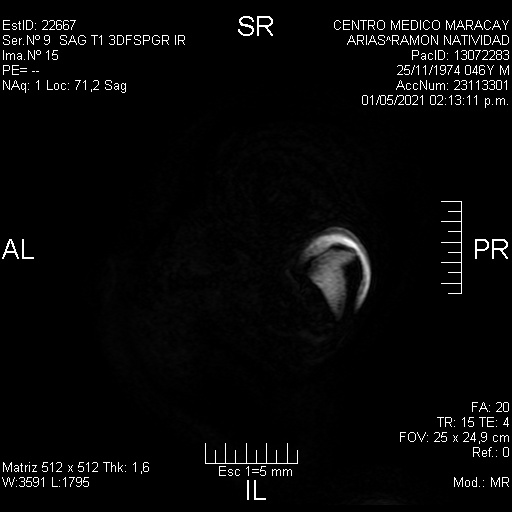 EstID: 22667
Ser.Nº 9 SAG T1 3DFSPGR IR
Ima.Nº 15
PE= --
NAq: 1 Loc: 71,2 Sag
SR
CENTRO MEDICO MARACAY
ARIAS^RAMON NATIVIDAD
PacID: 13072283
25/11/1974 046Y M
AccNum: 23113301
01/05/2021 02:13:11 p.m.
AL
PR
FA: 20
TR: 15 TE: 4
FOV: 25 x 24,9 cm
Ref.: 0
Mod.: MR
Esc 1=5 mm
IL
Matriz 512 x 512 Thk: 1,6
W:3591 L:1795